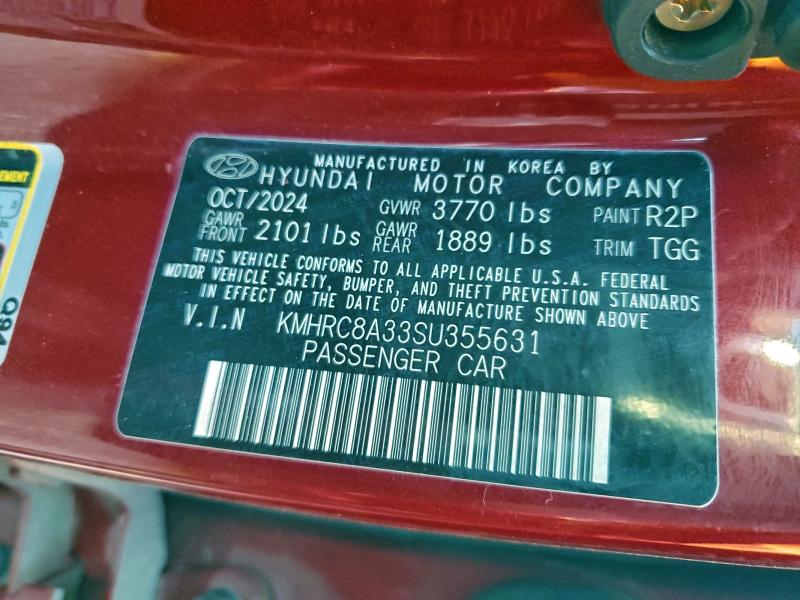 MANUFACTURED IN KOREA BY
HYUNDAI MOTOR COMPANY
OCT/2024 GVWR 3770 lbs PAINT R2P
GAWR FRONT 2101 lbs GAWR REAR 1889 lbs TRIM TGG
THIS VEHICLE CONFORMS TO ALL APPLICABLE U.S.A. FEDERAL
MOTOR VEHICLE SAFETY, BUMPER, AND THEFT PREVENTION STANDARDS
IN EFFECT ON THE DATE OF MANUFACTURE SHOWN ABOVE
V.I.N KMHRC8A33SU355631
PASSENGER CAR